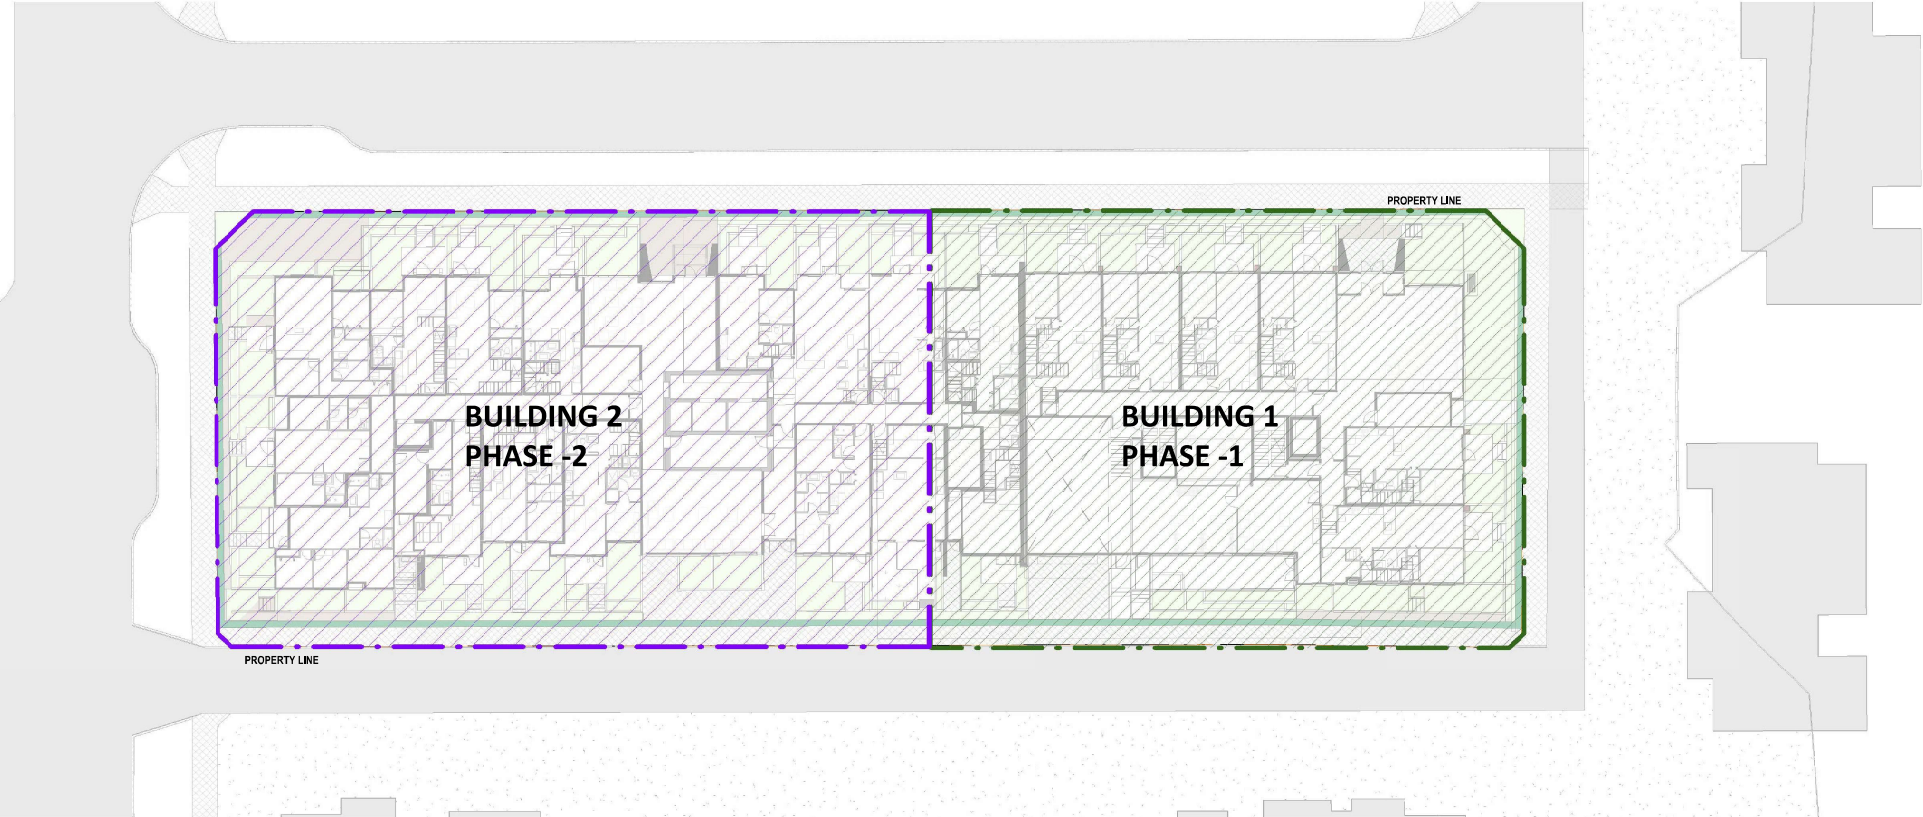 PROPERTY LINE
BUILDING 2
PHASE -2
BUILDING 1
PHASE -1
PROPERTY LINE